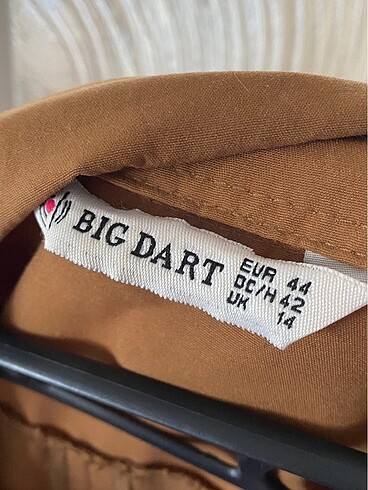 BIG DART
EUR 44
DC/H 42
UK 14